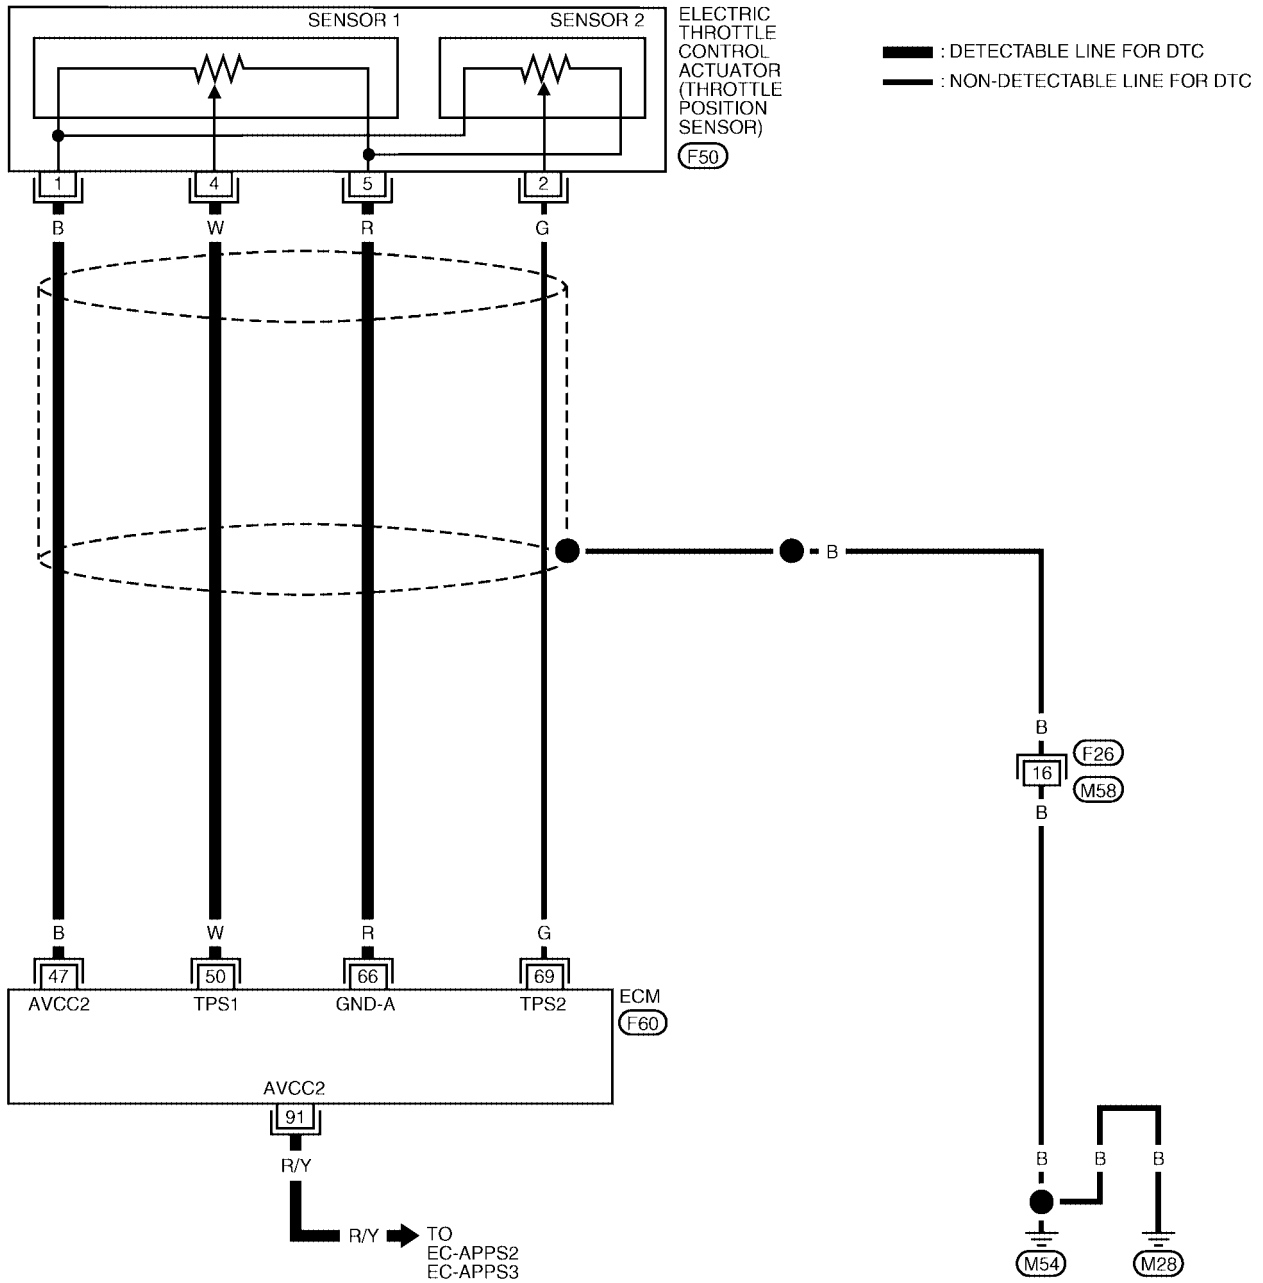 SENSOR 1
SENSOR 2
ELECTRIC
THROTTLE
CONTROL
ACTUATOR
(THROTTLE
POSITION
SENSOR)
F50
: DETECTABLE LINE FOR DTC
: NON-DETECTABLE LINE FOR DTC
1 4 5 2
B W R G
B
B
16
F26
M58
B
B W R G
47 50 66 69
AVCC2 TPS1 GND-A TPS2
ECM
F60
AVCC2
91
R/Y
R/Y
TO
EC-APPS2
EC-APPS3
B B B
M54 M28